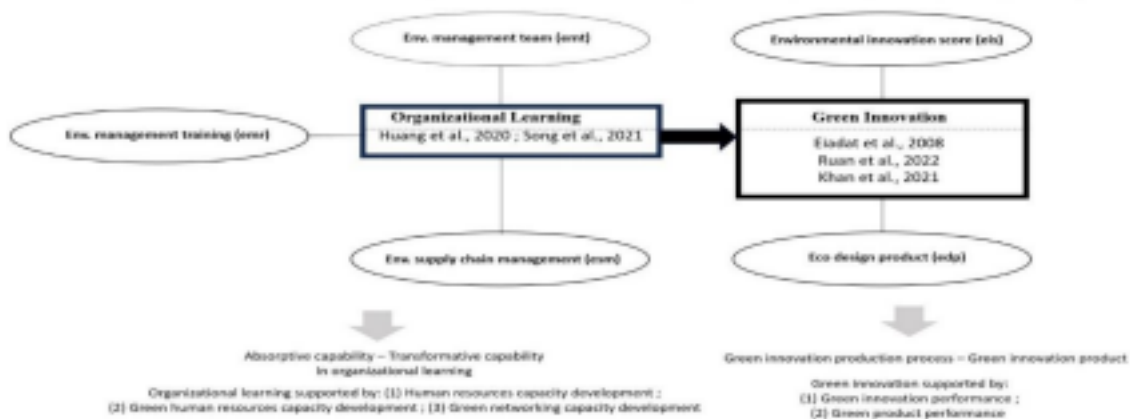 Env. management team (emt)
Environmental innovation score (eis)
Organizational Learning
Huang et al., 2020 ; Song et al., 2021
Green Innovation
Eiadat et al., 2008
Ruan et al., 2022
Khan et al., 2021
Env. management training (emr)
Env. supply chain management (esm)
Eco design product (edp)
Absorptive capability – Transformative capability
In organizational learning
Organizational learning supported by: (1) Human resources capacity development ;
(2) Green human resources capacity development ; (3) Green networking capacity development
Green innovation production process – Green innovation product
Green Innovation supported by:
(1) Green innovation performance ;
(2) Green product performance